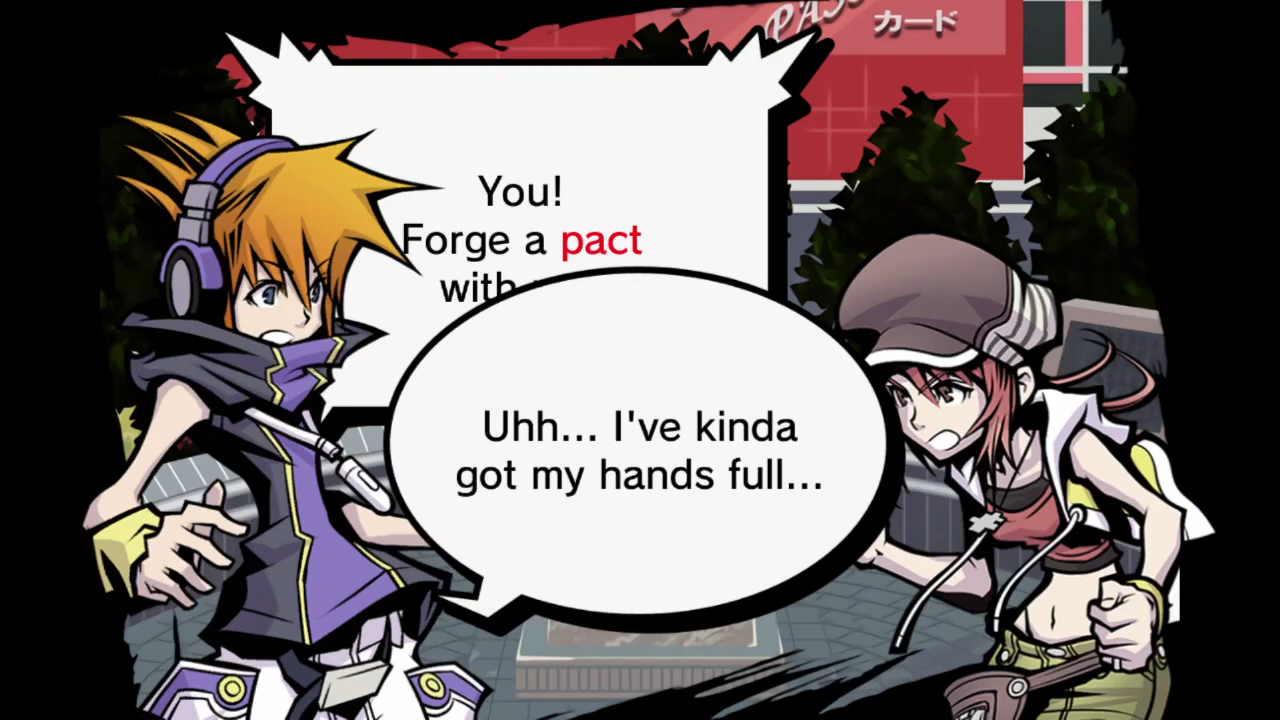 カード
You!
Forge a pact
with
Uhh... I've kinda
got my hands full...